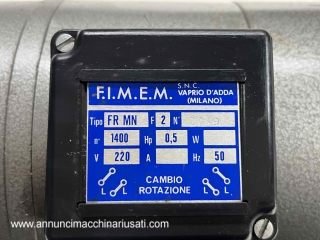 F.I.M.E.M. S.N.C. VAPRIO D'ADDA (MILANO)
Tipo FR MN F 2 N°
n° 1400 Hp 0,5 W
V 220 A Hz 50
CAMBIO ROTAZIONE
L L L L
www.annuncimacchinariusati.com